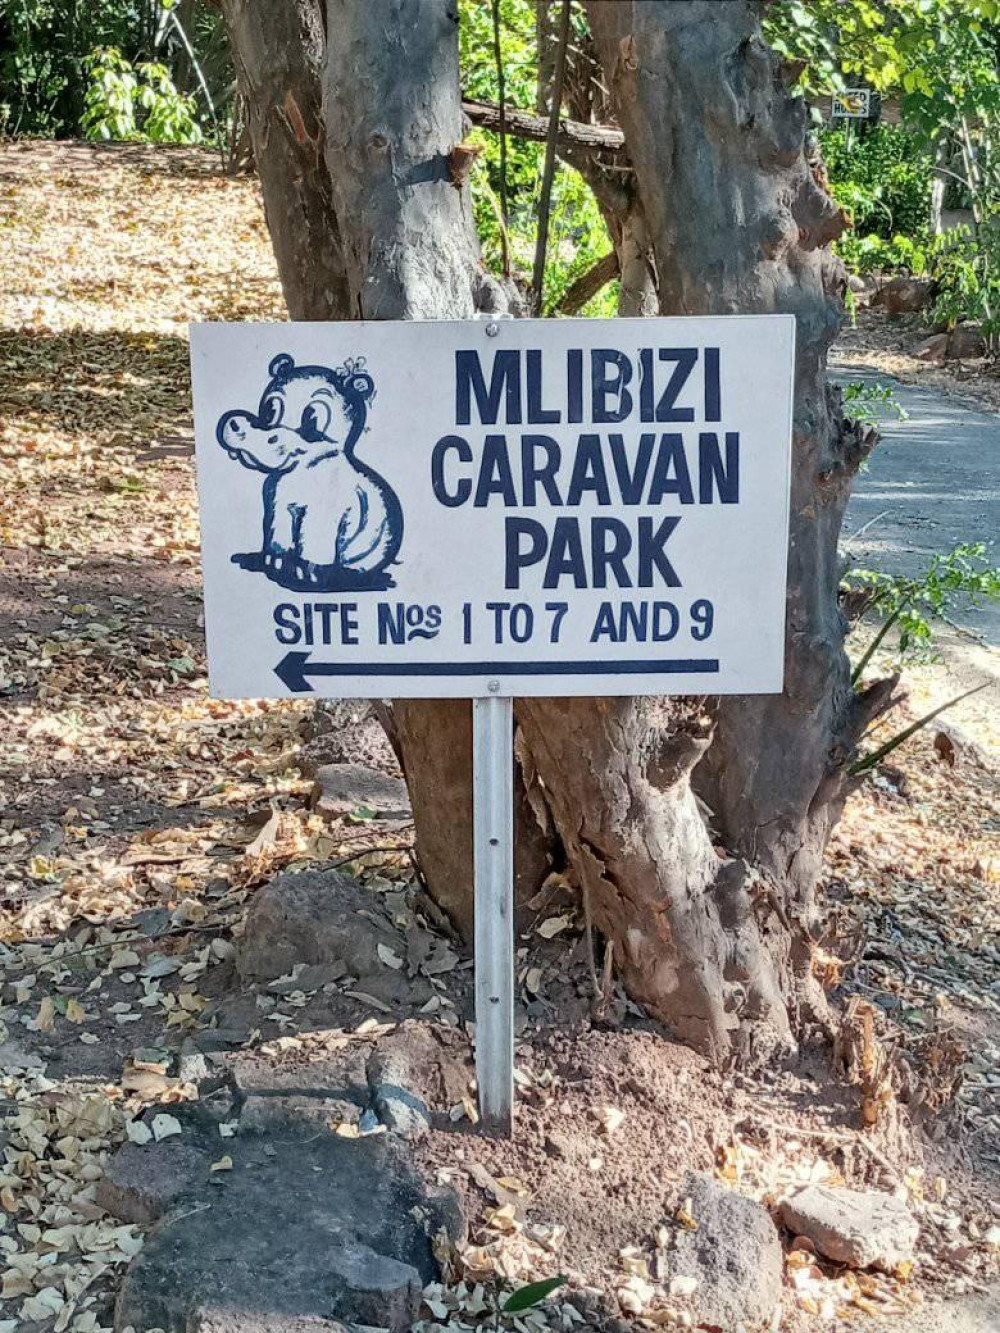 MLIBIZI
CARAVAN
PARK
SITE Nos 1 TO 7 AND 9